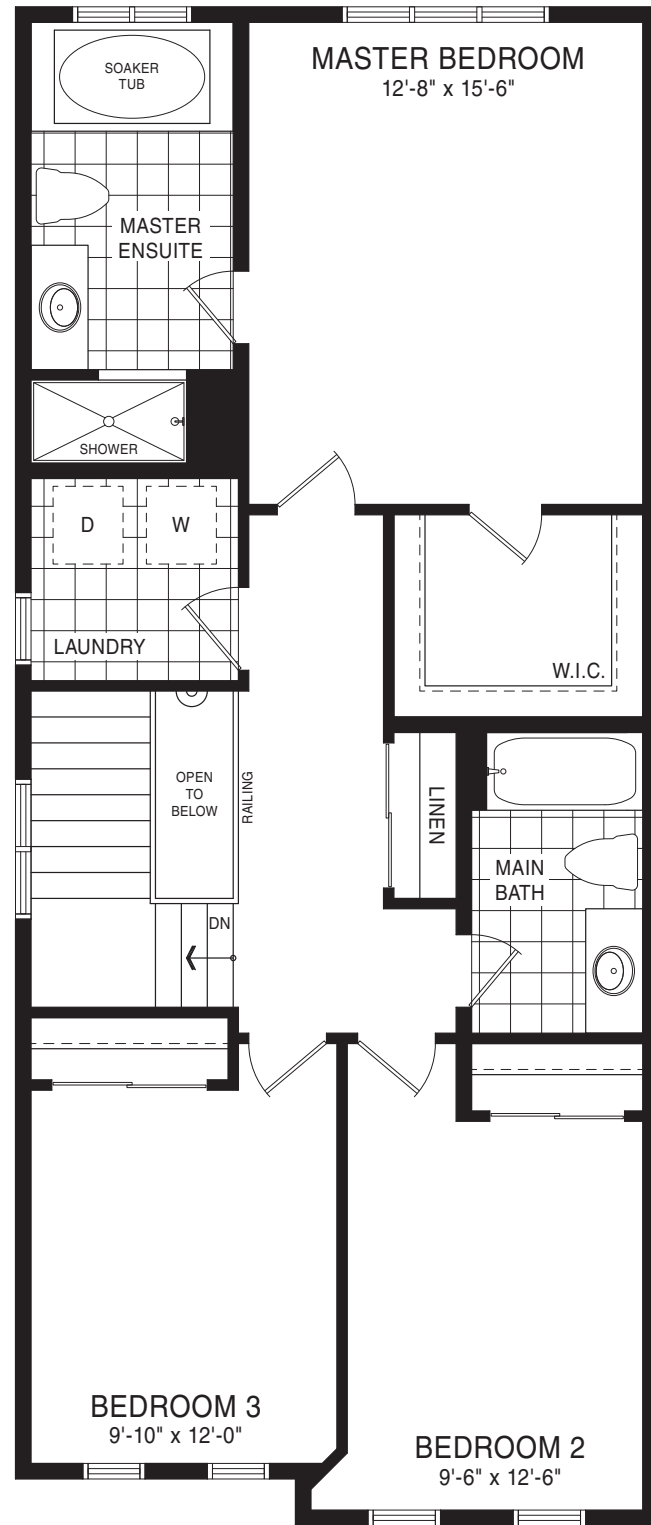 SOAKER
TUB
MASTER BEDROOM
12'-8" x 15'-6"
MASTER
ENSUITE
SHOWER
D
W
LAUNDRY
W.I.C.
OPEN
TO
BELOW
RAILING
LINEN
MAIN
BATH
DN
BEDROOM 3
9'-10" x 12'-0"
BEDROOM 2
9'-6" x 12'-6"